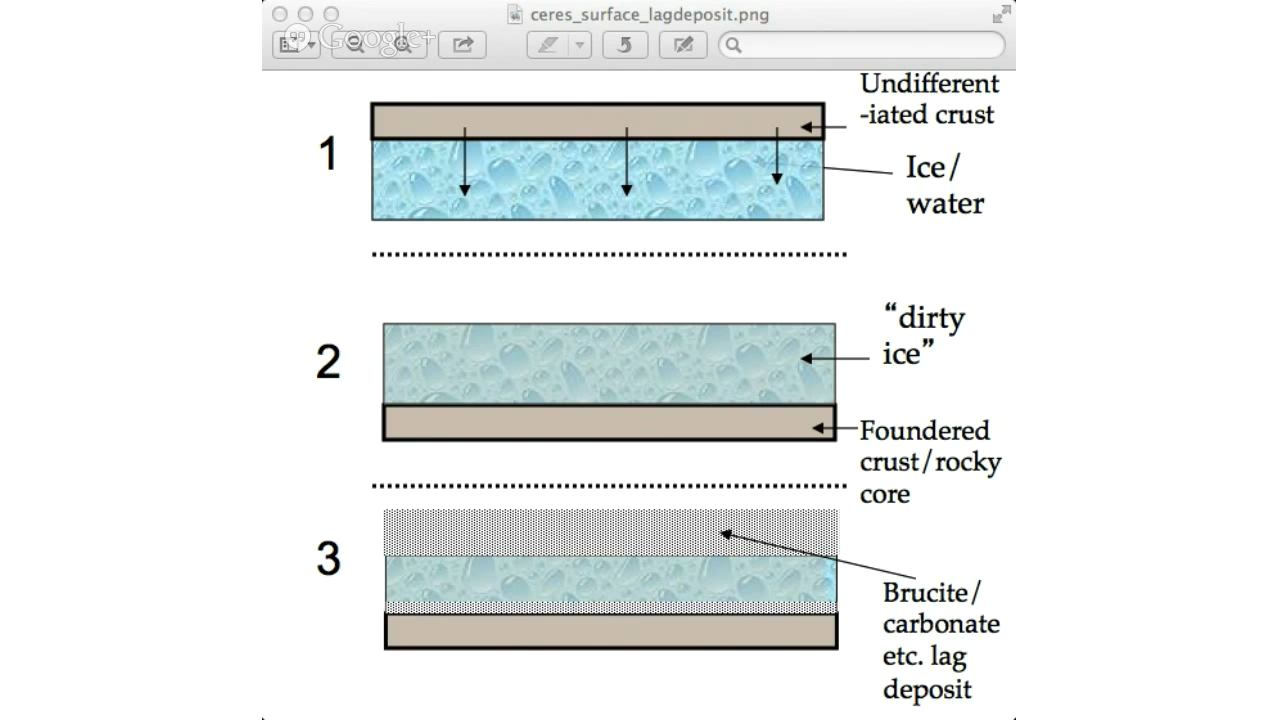 ceres_surface_lagdeposit.png
Google+
Undifferent
-iated crust
1
Ice/
water
"dirty
ice"
2
Foundered
crust/rocky
core
3
Brucite/
carbonate
etc. lag
deposit